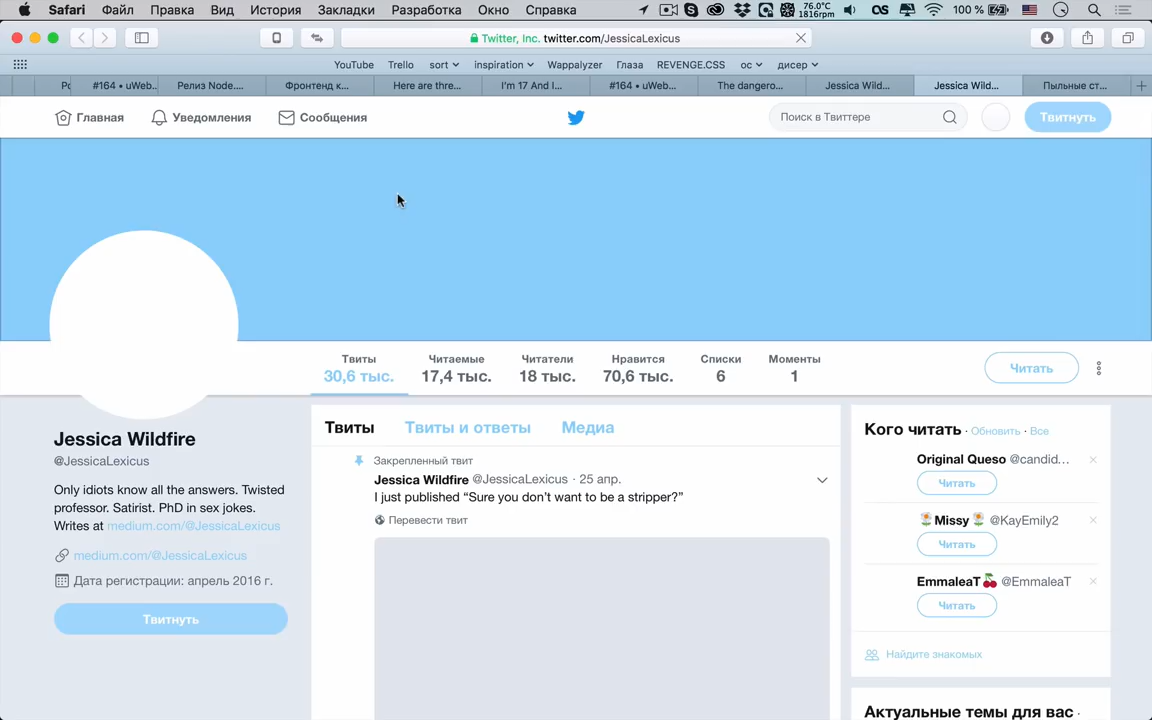 Safari Файл Правка Вид История Закладки Разработка Окно Справка 76.0°C 1816rpm 100 %
Twitter, Inc. twitter.com/JessicaLexicus
YouTube Trello sort inspiration Wappalyzer Глаза REVENGE.CSS ос дисер
Рс #164 • uWeb... Релиз Node.... Фронтенд к... Here are thre... I'm 17 And I... #164 • uWeb... The dangero... Jessica Wild... Jessica Wild... Пыльные ст...
Главная Уведомления Сообщения Поиск в Твиттере Твитнуть
Твиты Читаемые Читатели Нравится Списки Моменты
30,6 тыс. 17,4 тыс. 18 тыс. 70,6 тыс. 6 1
Читать
Jessica Wildfire
@JessicaLexicus
Only idiots know all the answers. Twisted
professor. Satirist. PhD in sex jokes.
Writes at medium.com/@JessicaLexicus
medium.com/@JessicaLexicus
Дата регистрации: апрель 2016 г.
Твитнуть
Твиты Твиты и ответы Медиа
Закрепленный твит
Jessica Wildfire @JessicaLexicus · 25 апр.
I just published “Sure you don’t want to be a stripper?”
Перевести твит
Кого читать · Обновить · Все
Original Queso @candid...
Читать
Missy @KayEmily2
Читать
EmmaleaT @EmmaleaT
Читать
Найдите знакомых
Актуальные темы для вас ·